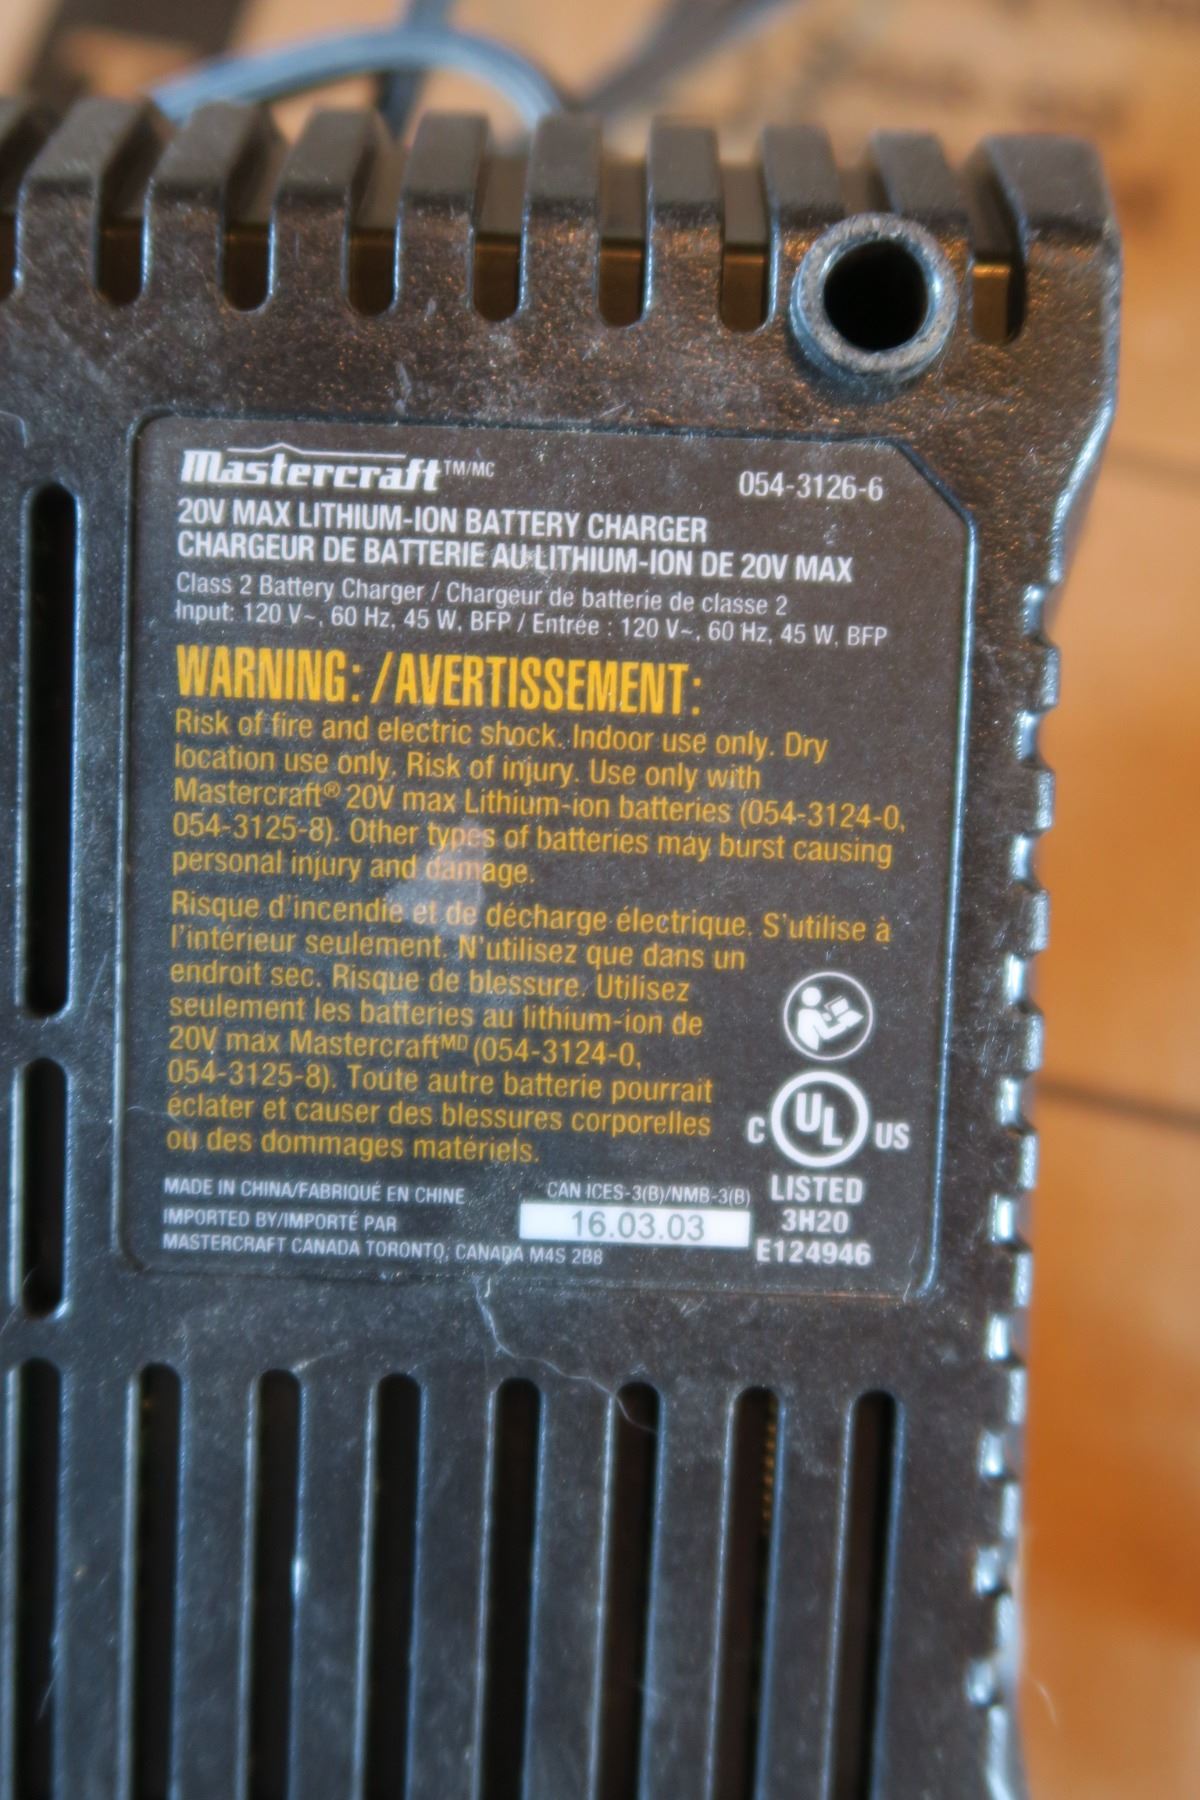 Mastercraft TM/MC 054-3126-6
20V MAX LITHIUM-ION BATTERY CHARGER
CHARGEUR DE BATTERIE AU LITHIUM-ION DE 20V MAX
Class 2 Battery Charger / Chargeur de batterie de classe 2
Input: 120 V~, 60 Hz, 45 W, BFP / Entrée : 120 V~, 60 Hz, 45 W, BFP
WARNING: /AVERTISSEMENT:
Risk of fire and electric shock. Indoor use only. Dry
location use only. Risk of injury. Use only with
Mastercraft® 20V max Lithium-ion batteries (054-3124-0,
054-3125-8). Other types of batteries may burst causing
personal injury and damage.
Risque d'incendie et de décharge électrique. S'utilise à
l'intérieur seulement. N'utilisez que dans un
endroit sec. Risque de blessure. Utilisez
seulement les batteries au lithium-ion de
20V max Mastercraft MD (054-3124-0,
054-3125-8). Toute autre batterie pourrait
éclater et causer des blessures corporelles
ou des dommages matériels.
C UL US
LISTED
3H20
E124946
MADE IN CHINA/FABRIQUÉ EN CHINE
CAN ICES-3(B)/NMB-3(B)
IMPORTED BY/IMPORTÉ PAR
16.03.03
MASTERCRAFT CANADA TORONTO, CANADA M4S 2B8